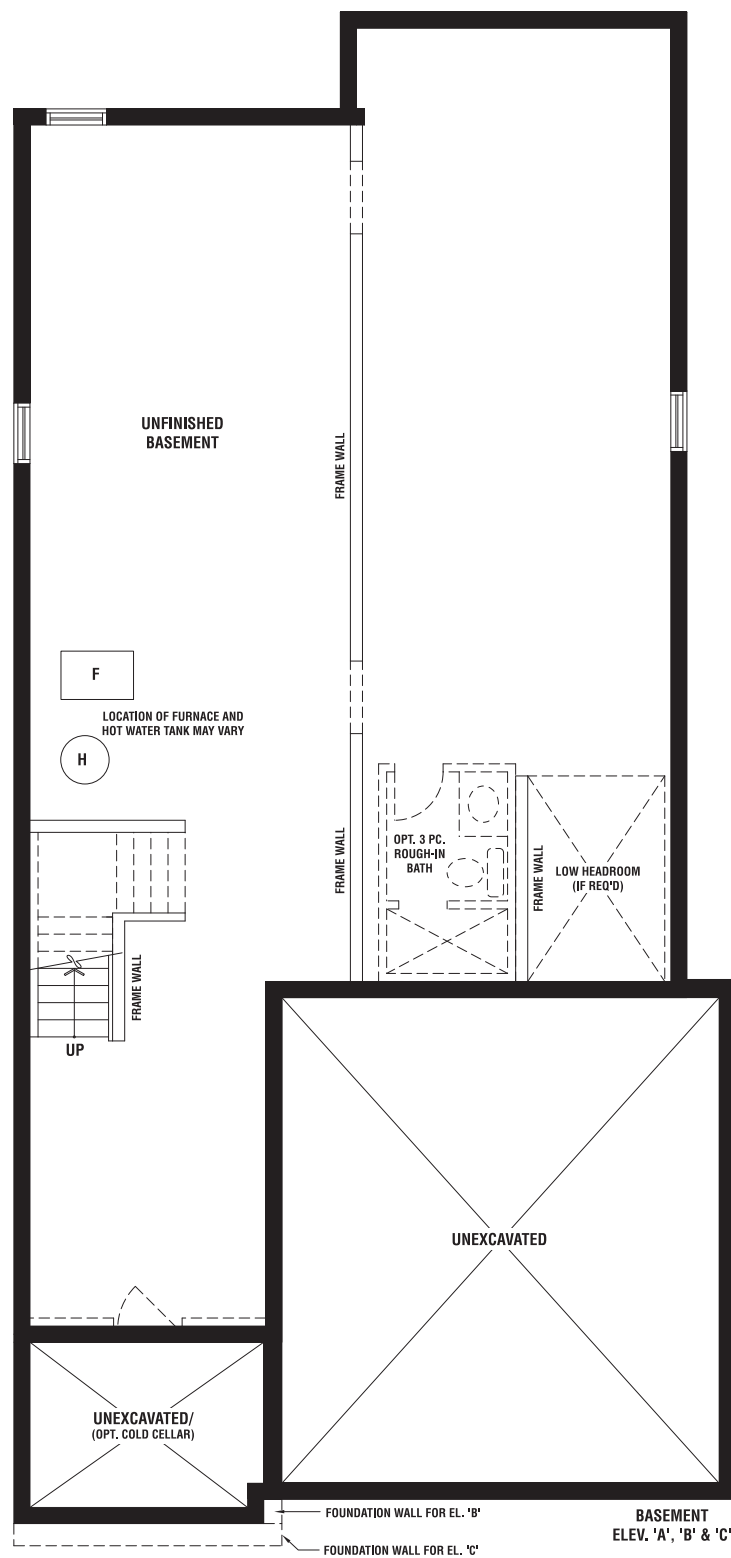 UNFINISHED
BASEMENT
FRAME WALL
F
LOCATION OF FURNACE AND
HOT WATER TANK MAY VARY
H
FRAME WALL
OPT. 3 PC.
ROUGH-IN
BATH
FRAME WALL
LOW HEADROOM
(IF REQ'D)
FRAME WALL
UP
UNEXCAVATED
UNEXCAVATED/
(OPT. COLD CELLAR)
FOUNDATION WALL FOR EL. 'B'
FOUNDATION WALL FOR EL. 'C'
BASEMENT
ELEV. 'A', 'B' & 'C'